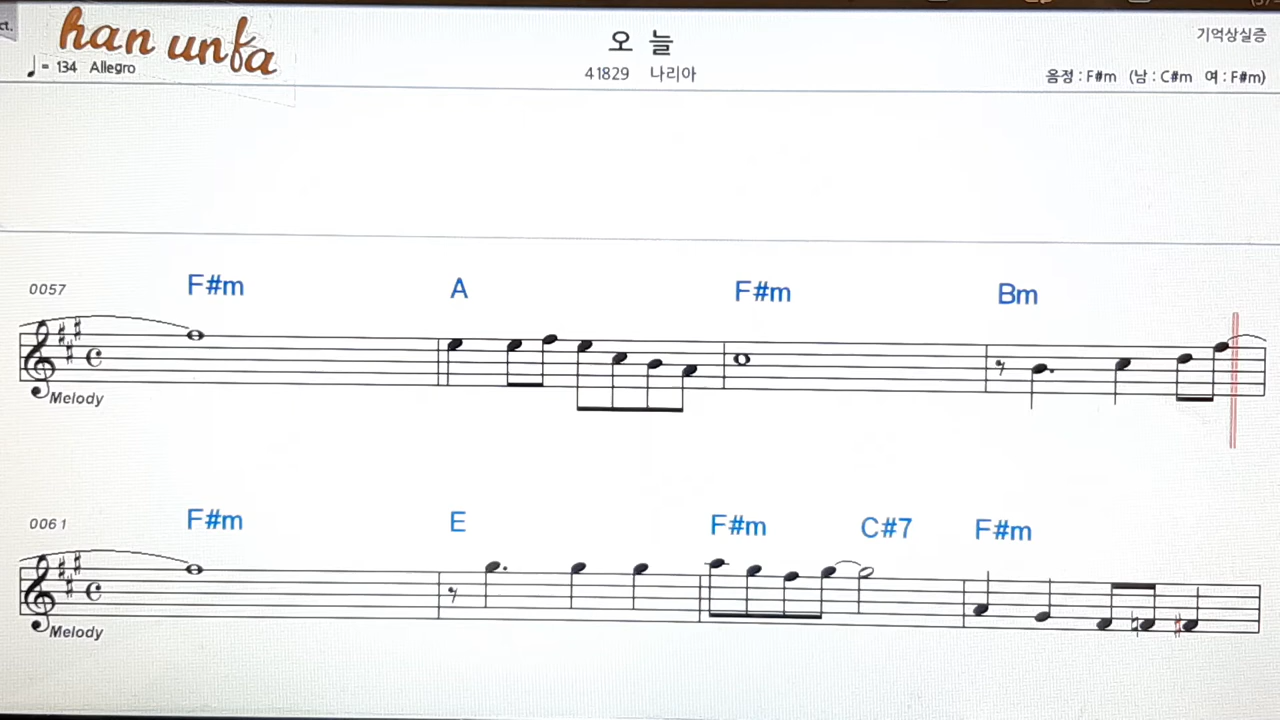 ct.
han unfa
오 늘
기억상실증
♩= 134 Allegro
41829 나리아
음정 : F#m (남 : C#m 여 : F#m)
0057
F#m A F#m Bm
Melody
0061
F#m E F#m C#7 F#m
Melody